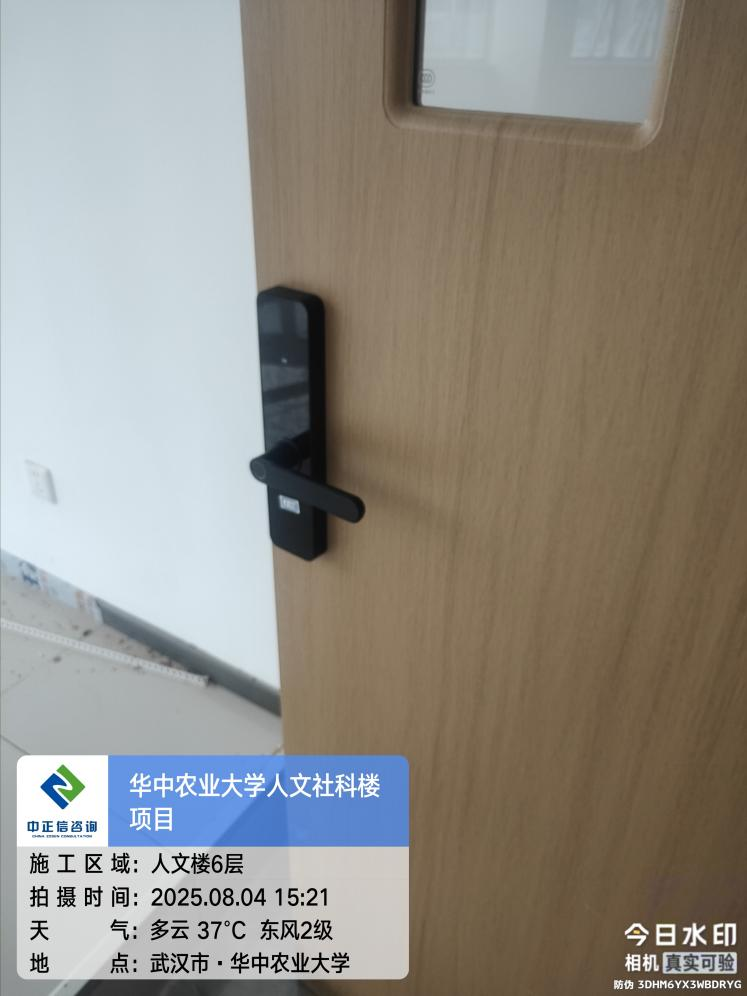 华中农业大学人文社科楼
项目
中正信咨询
施工区域：人文楼6层
拍摄时间：2025.08.04 15:21
天气：多云 37°C 东风2级
地点：武汉市·华中农业大学
今日水印
相机 真实可验
防伪 3DHM6YX3WBDRYG